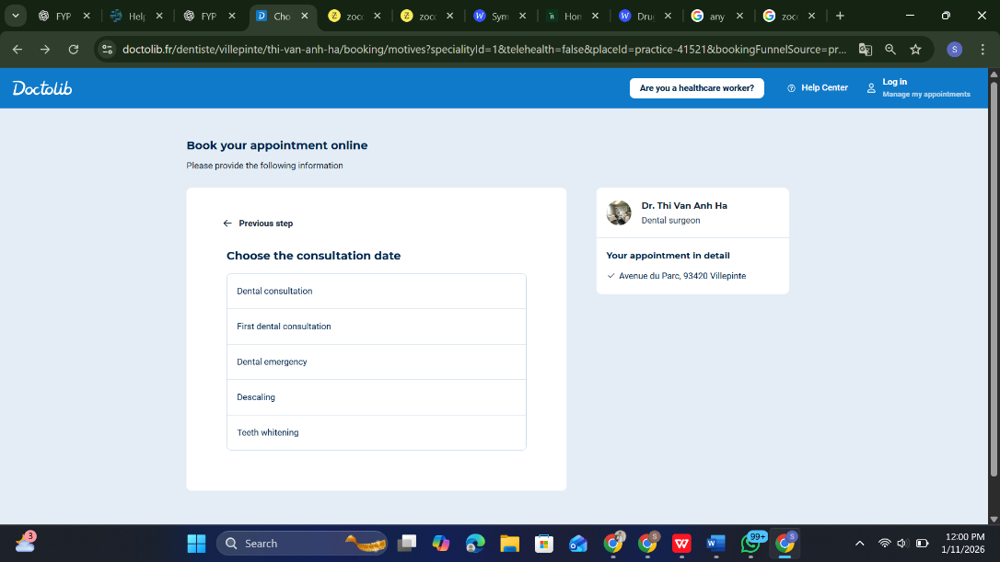 FYP
Help
FYP
Cho
zoc
zoc
Sym
Hon
Dru
any
zoc
doctolib.fr/dentiste/villepinte/thi-van-anh-ha/booking/motives?specialityId=1&telehealth=false&placeId=practice-41521&bookingFunnelSource=pr...
S
Doctolib
Are you a healthcare worker?
Help Center
Log in
Manage my appointments
Book your appointment online
Please provide the following information
Previous step
Choose the consultation date
Dental consultation
First dental consultation
Dental emergency
Descaling
Teeth whitening
Dr. Thi Van Anh Ha
Dental surgeon
Your appointment in detail
Avenue du Parc, 93420 Villepinte
3
Search
99+
12:00 PM
1/11/2026